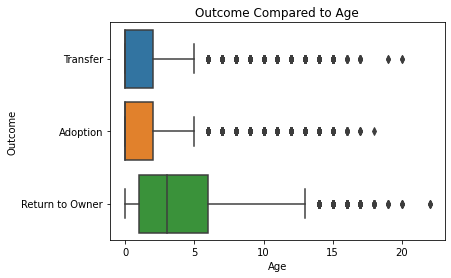 Outcome Compared to Age
Outcome
Transfer
Adoption
Return to Owner
0 5 10 15 20
Age